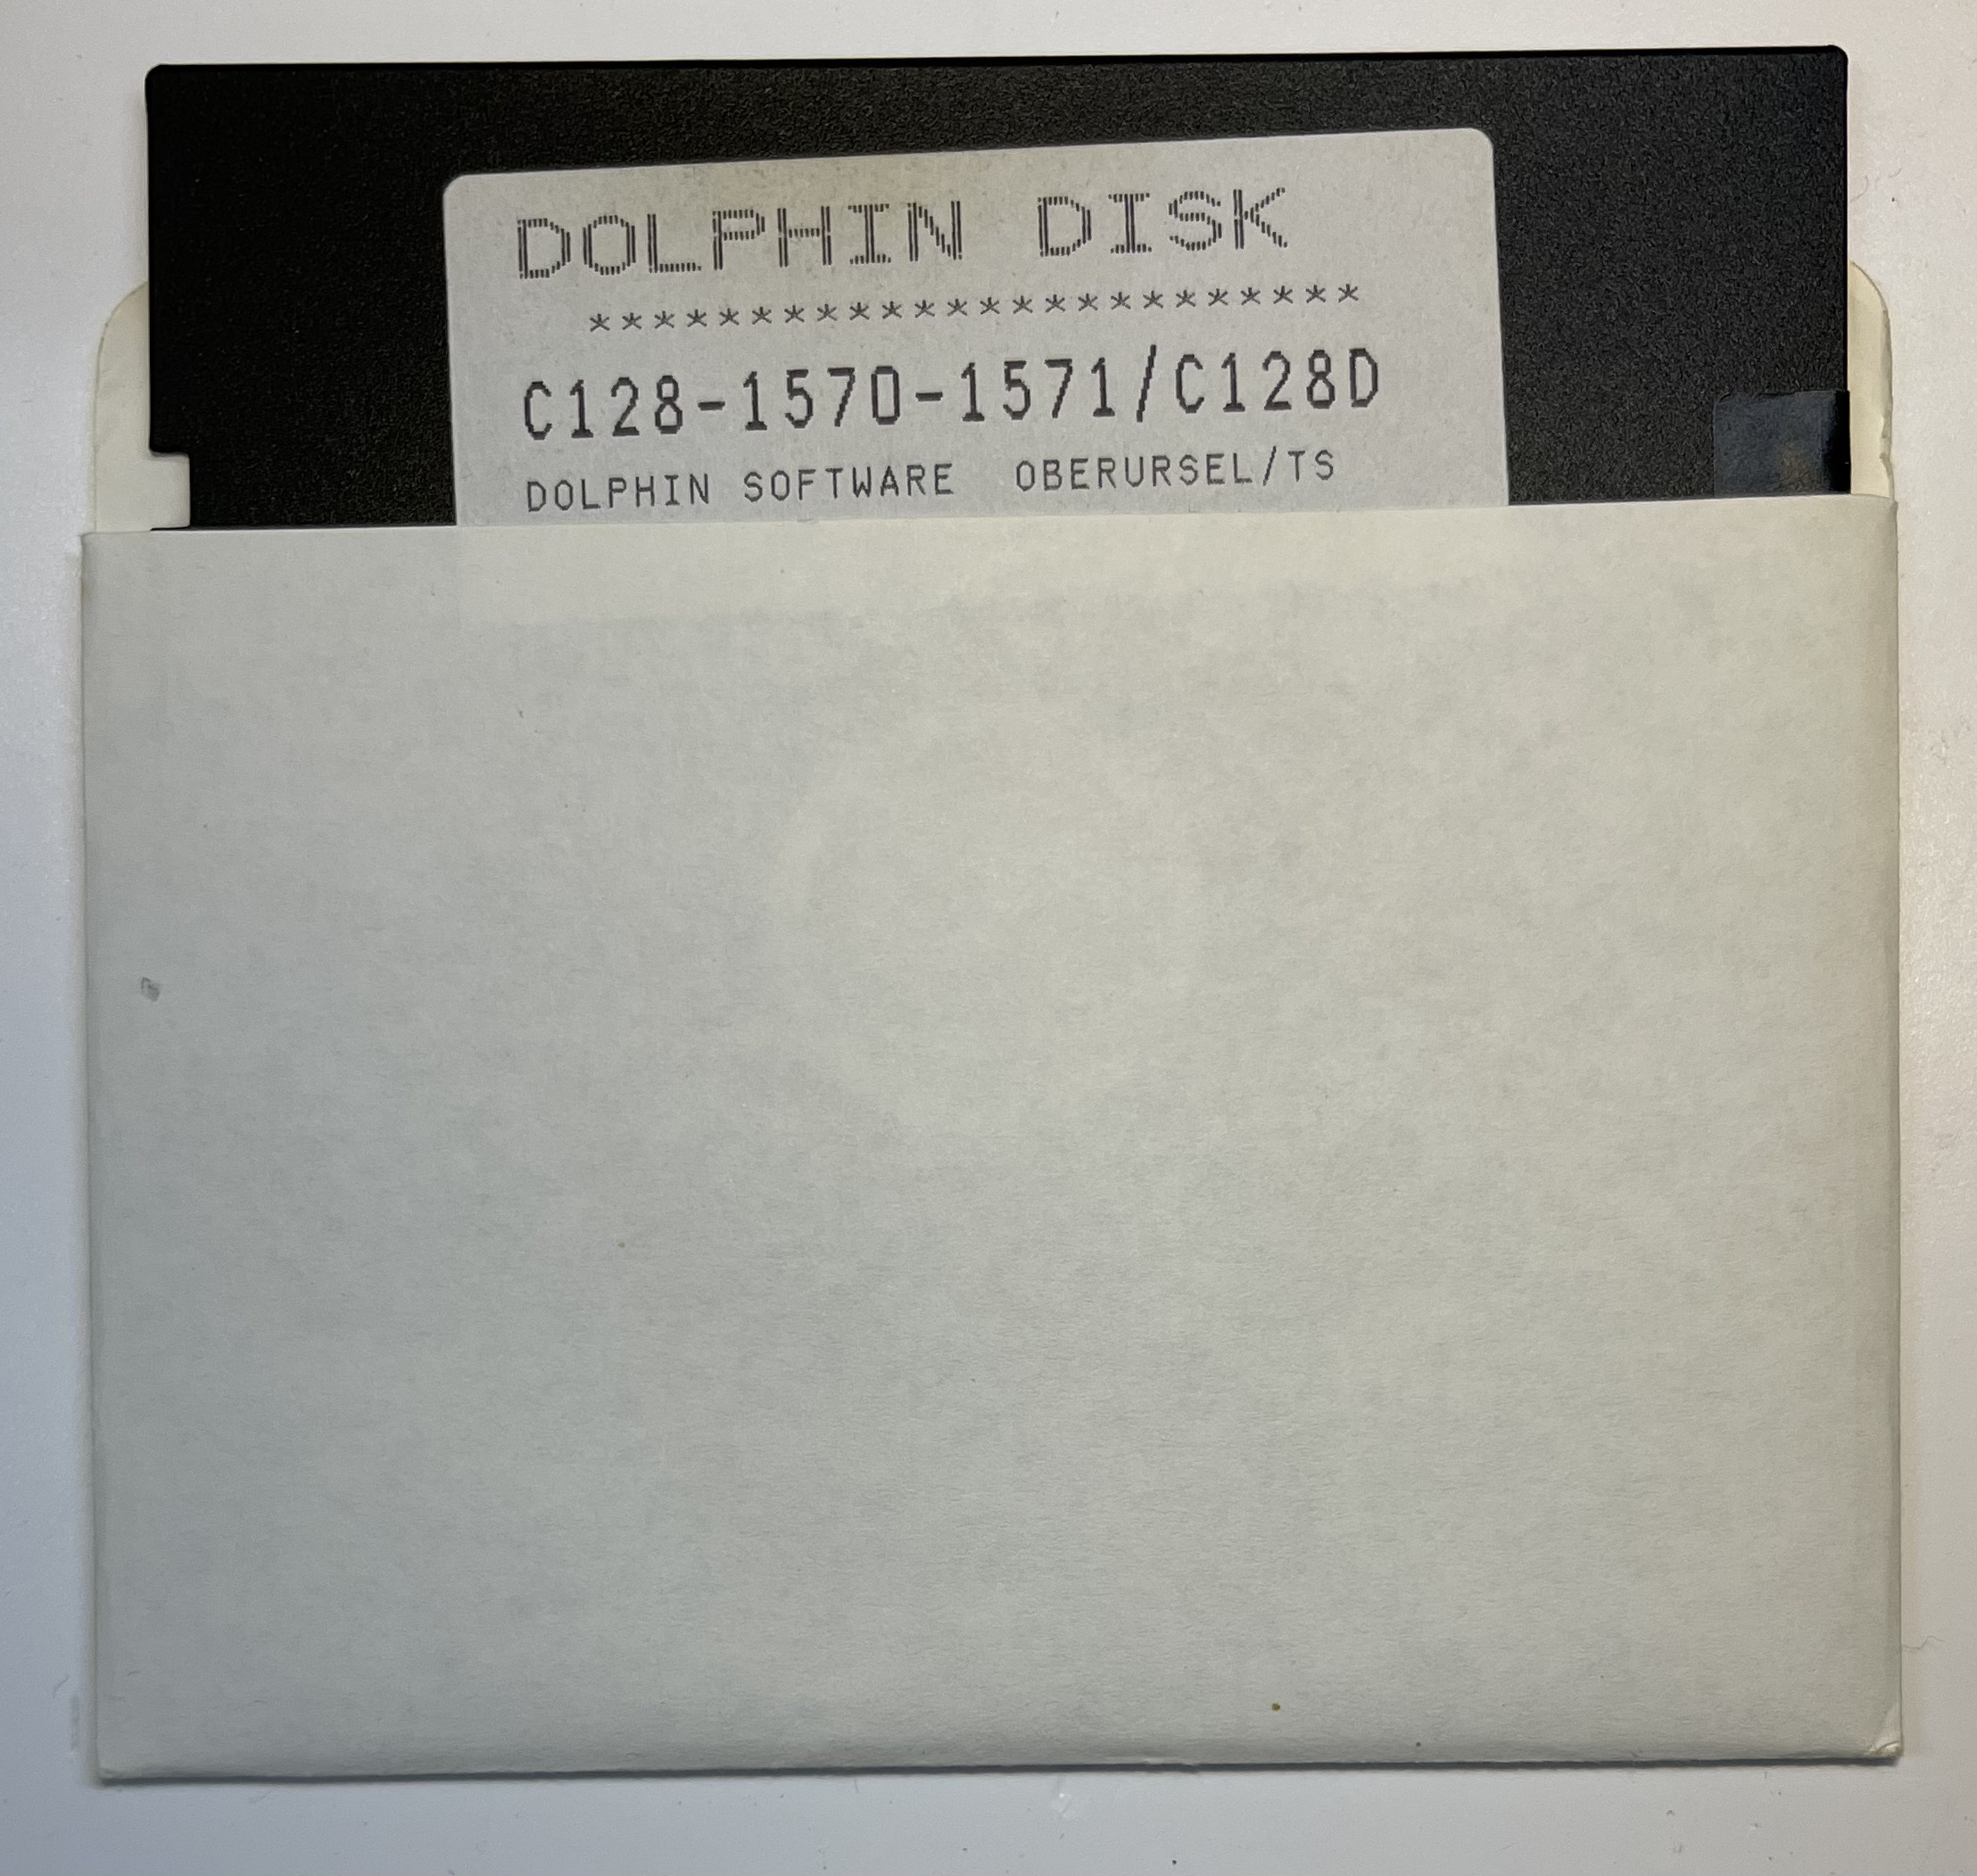 DOLPHIN DISK
************************
C128-1570-1571/C128D
DOLPHIN SOFTWARE OBERURSEL/TS